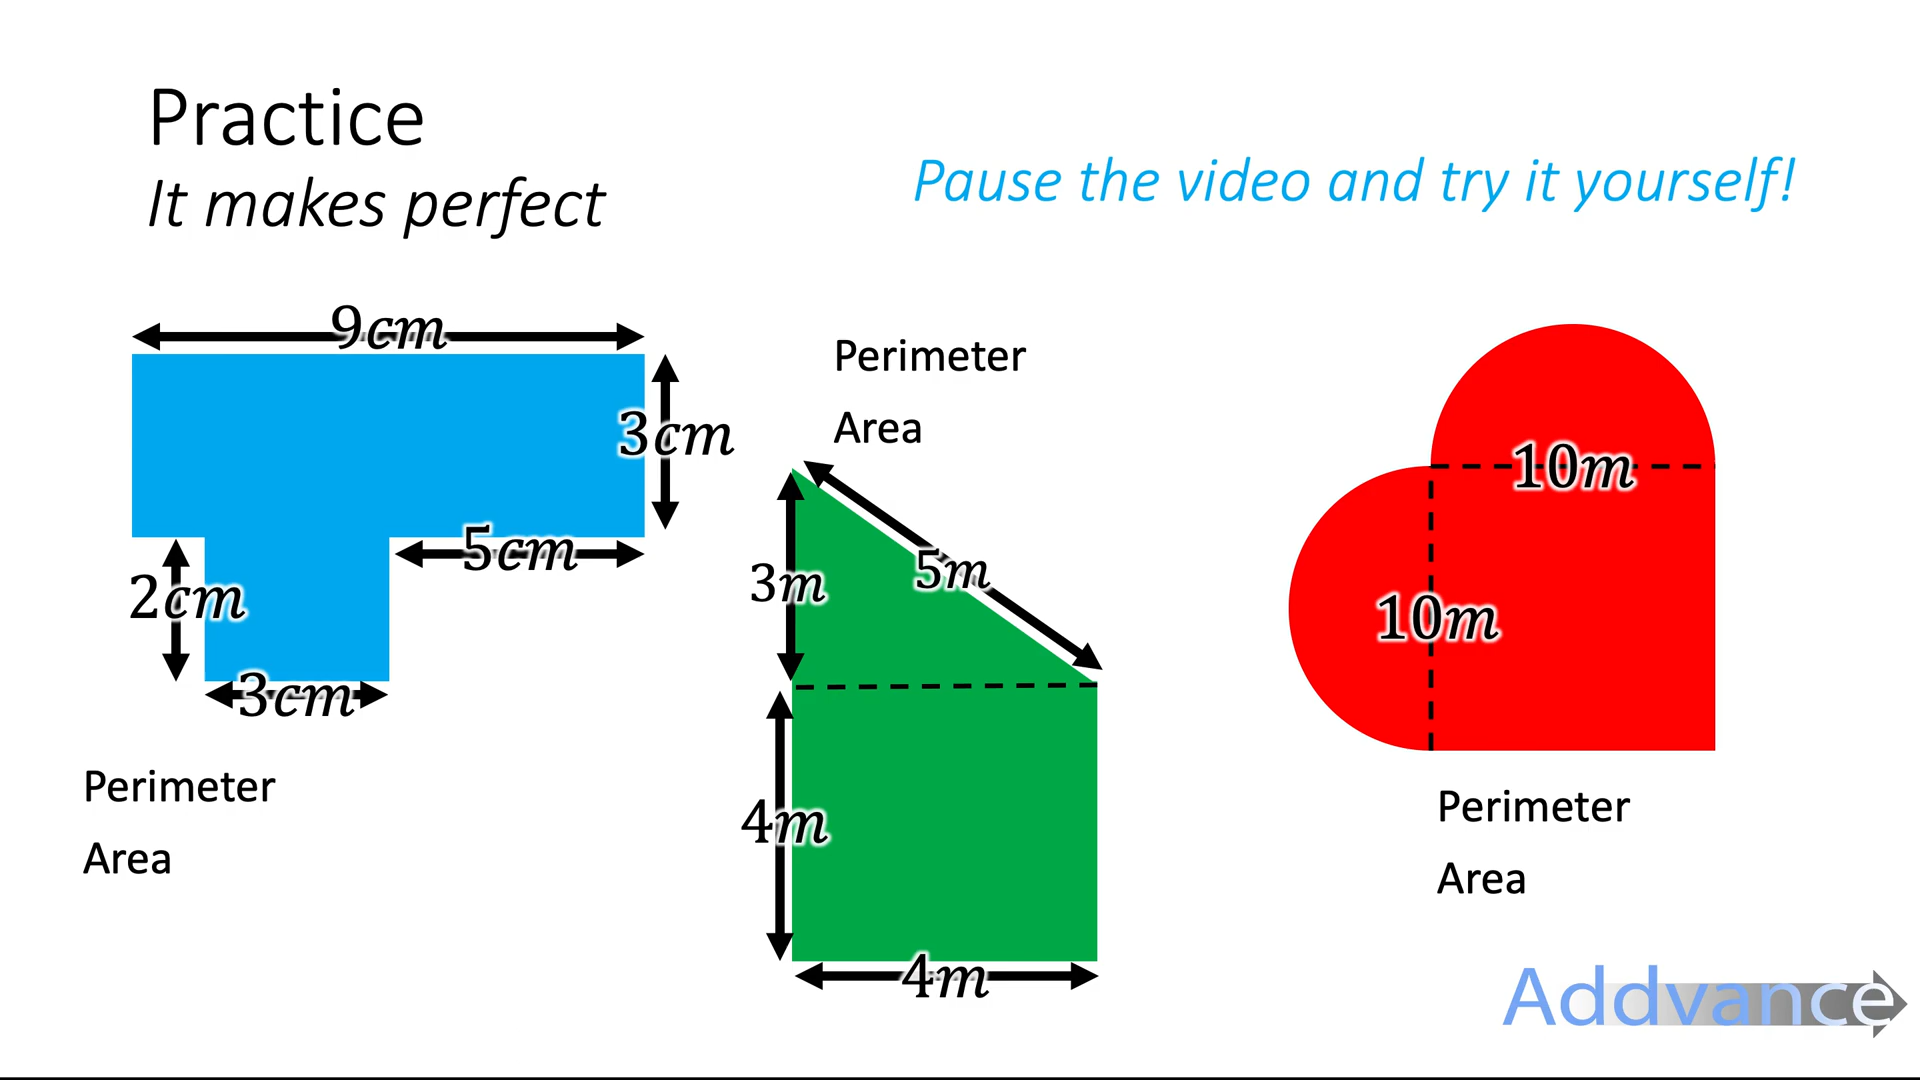 Practice
It makes perfect
Pause the video and try it yourself!
9cm
3cm
5cm
2cm
3cm
Perimeter
Area
Perimeter
Area
3m
5m
4m
4m
10m
10m
Perimeter
Area
Addvance